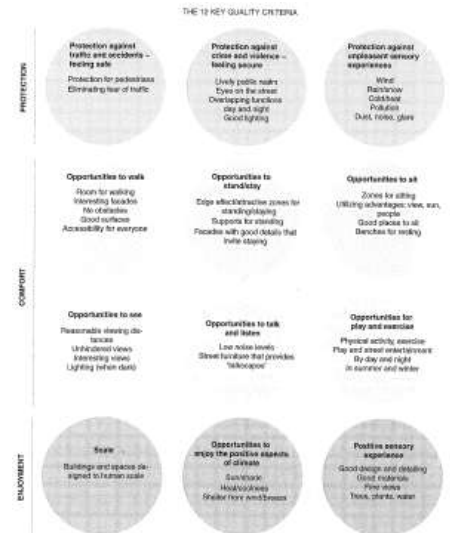 THE 12 KEY QUALITY CRITERIA
PROTECTION
Protection against
traffic and accidents –
feeling safe
Protection for pedestrians
Eliminating fear of traffic
Protection against
crime and violence –
feeling secure
Lively public realm
Eyes on the street
Overlapping functions
day and night
Good lighting
Protection against
unpleasant sensory
experiences
Wind
Rain/snow
Cold/heat
Pollution
Dust, noise, glare
COMFORT
Opportunities to walk
Room for walking
Interesting facades
No obstacles
Good surfaces
Accessibility for everyone
Opportunities to
stand/stay
Edge effect/attractive zones for
standing/staying
Supports for standing
Facades with good details that
invite staying
Opportunities to sit
Zones for sitting
Utilizing advantages: view, sun,
people
Good places to sit
Benches for resting
Opportunities to see
Reasonable viewing dis-
tances
Unhindered views
Interesting views
Lighting (when dark)
Opportunities to talk
and listen
Low noise levels
Street furniture that provides
'talkscapes'
Opportunities for
play and exercise
Physical activity, exercise
Play and street entertainment
By day and night
In summer and winter
ENJOYMENT
Scale
Buildings and spaces de-
signed to human scale
Opportunities to
enjoy the positive aspects
of climate
Sun/shade
Heat/coolness
Shelter from wind/breeze
Positive sensory
experience
Good design and detailing
Good materials
Fine views
Trees, plants, water